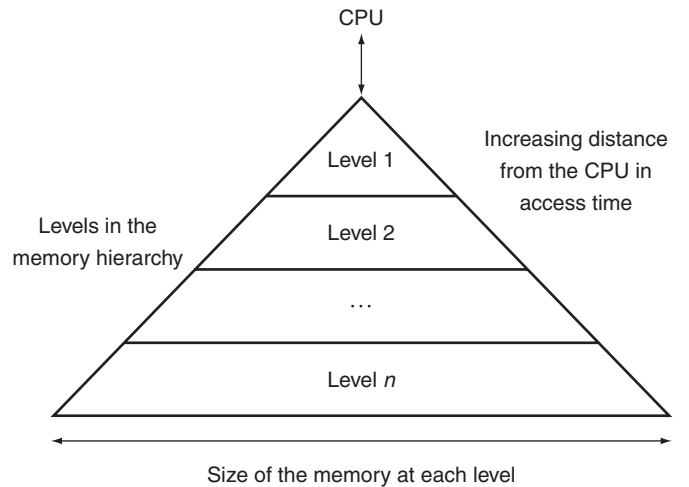 CPU
Level 1
Increasing distance
from the CPU in
access time
Levels in the
memory hierarchy
Level 2
...
Level n
Size of the memory at each level